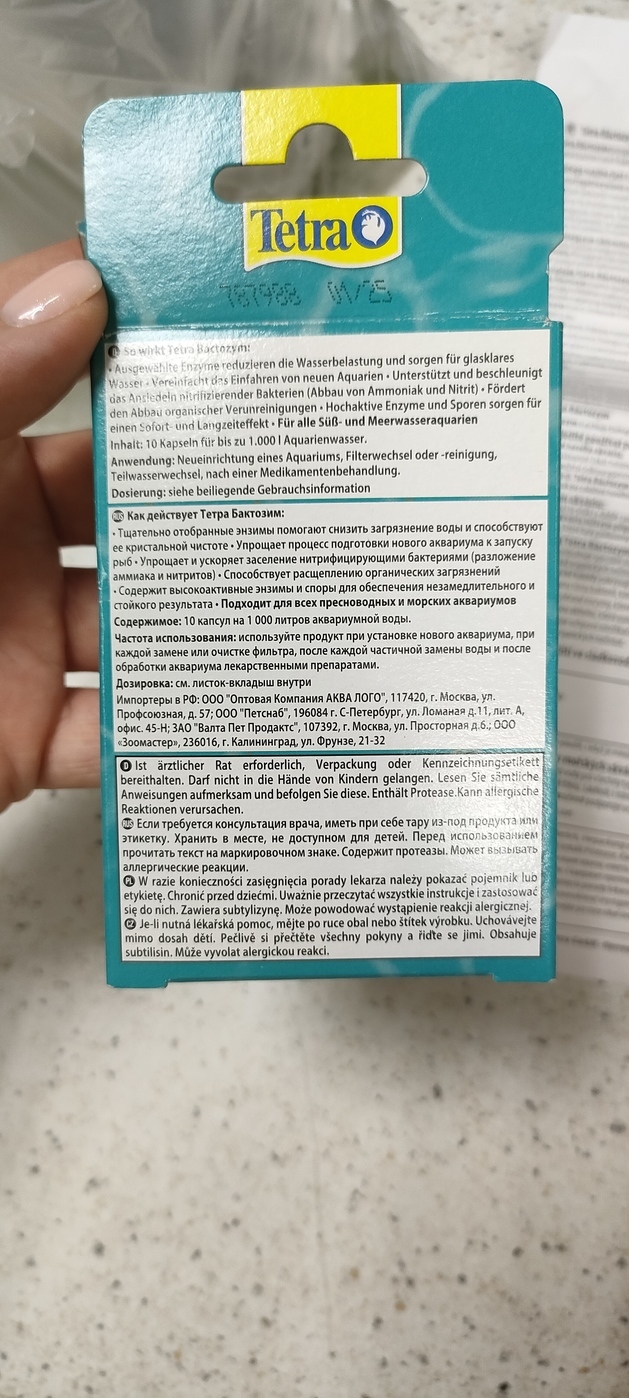 Tetra
787988 01/25
D So wirkt Tetra Bactozym:
• Ausgewählte Enzyme reduzieren die Wasserbelastung und sorgen für glasklares
Wasser • Vereinfacht das Einfahren von neuen Aquarien • Unterstützt und beschleunigt
das Ansiedeln nitrifizierender Bakterien (Abbau von Ammoniak und Nitrit) • Fördert
den Abbau organischer Verunreinigungen • Hochaktive Enzyme und Sporen sorgen für
einen Sofort- und Langzeiteffekt • Für alle Süß- und Meerwasseraquarien
Inhalt: 10 Kapseln für bis zu 1.000 l Aquarienwasser.
Anwendung: Neueinrichtung eines Aquariums, Filterwechsel oder -reinigung,
Teilwasserwechsel, nach einer Medikamentenbehandlung.
Dosierung: siehe beiliegende Gebrauchsinformation
RUS Как действует Тетра Бактозим:
• Тщательно отобранные энзимы помогают снизить загрязнение воды и способствуют
ее кристальной чистоте • Упрощает процесс подготовки нового аквариума к запуску
рыб • Упрощает и ускоряет заселение нитрифицирующими бактериями (разложение
аммиака и нитритов) • Способствует расщеплению органических загрязнений
• Содержит высокоактивные энзимы и споры для обеспечения незамедлительного и
стойкого результата • Подходит для всех пресноводных и морских аквариумов
Содержимое: 10 капсул на 1 000 литров аквариумной воды.
Частота использования: используйте продукт при установке нового аквариума, при
каждой замене или очистке фильтра, после каждой частичной замены воды и после
обработки аквариума лекарственными препаратами.
Дозировка: см. листок-вкладыш внутри
Импортеры в РФ: ООО "Оптовая Компания АКВА ЛОГО", 117420, г. Москва, ул.
Профсоюзная, д. 57; ООО "Петснаб", 196084 г. С-Петербург, ул. Ломаная д.11, лит. А,
офис. 45-Н; ЗАО "Валта Пет Продактс", 107392, г. Москва, ул. Просторная д.6.; ООО
«Зоомастер», 236016, г. Калининград, ул. Фрунзе, 21-32
D Ist ärztlicher Rat erforderlich, Verpackung oder Kennzeichnungsetikett
bereithalten. Darf nicht in die Hände von Kindern gelangen. Lesen Sie sämtliche
Anweisungen aufmerksam und befolgen Sie diese. Enthält Protease.Kann allergische
Reaktionen verursachen.
RUS Если требуется консультация врача, иметь при себе тару из-под продукта или
этикетку. Хранить в месте, не доступном для детей. Перед использованием
прочитать текст на маркировочном знаке. Содержит протеазы. Может вызывать
аллергические реакции.
PL W razie konieczności zasięgnięcia porady lekarza należy pokazać pojemnik lub
etykietę. Chronić przed dziećmi. Uważnie przeczytać wszystkie instrukcje i zastosować
się do nich. Zawiera subtylizynę. Może powodować wystąpienie reakcji alergicznej.
CZ Je-li nutná lékařská pomoc, mějte po ruce obal nebo štítek výrobku. Uchovávejte
mimo dosah dětí. Pečlivě si přečtěte všechny pokyny a řiďte se jimi. Obsahuje
subtilisin. Může vyvolat alergickou reakci.